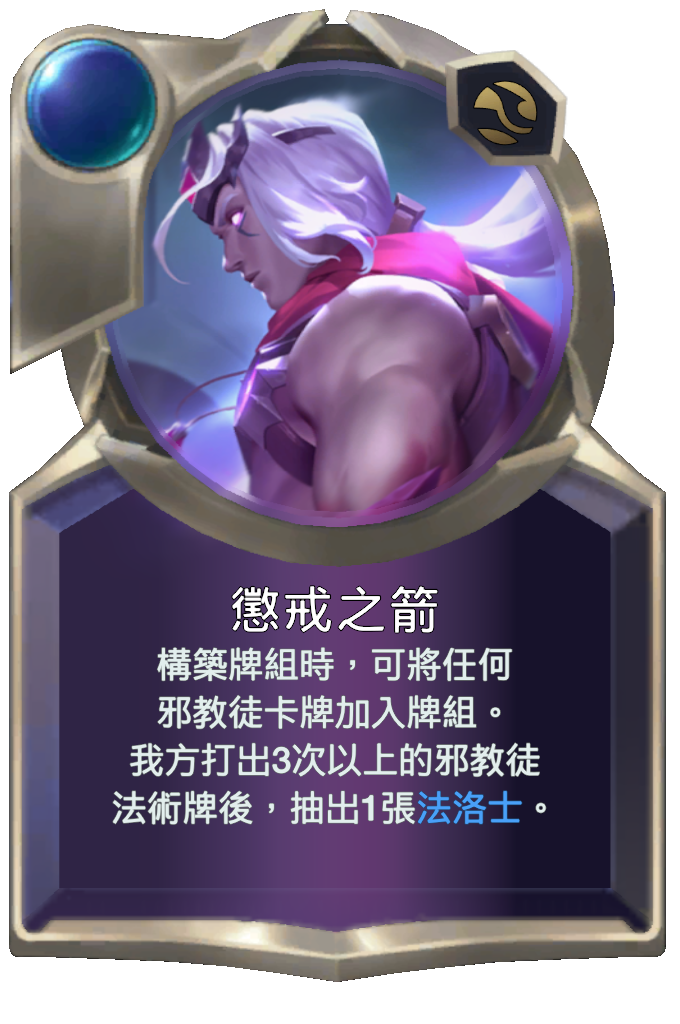 懲戒之箭
構築牌組時，可將任何
邪教徒卡牌加入牌組。
我方打出3次以上的邪教徒
法術牌後，抽出1張法洛士。